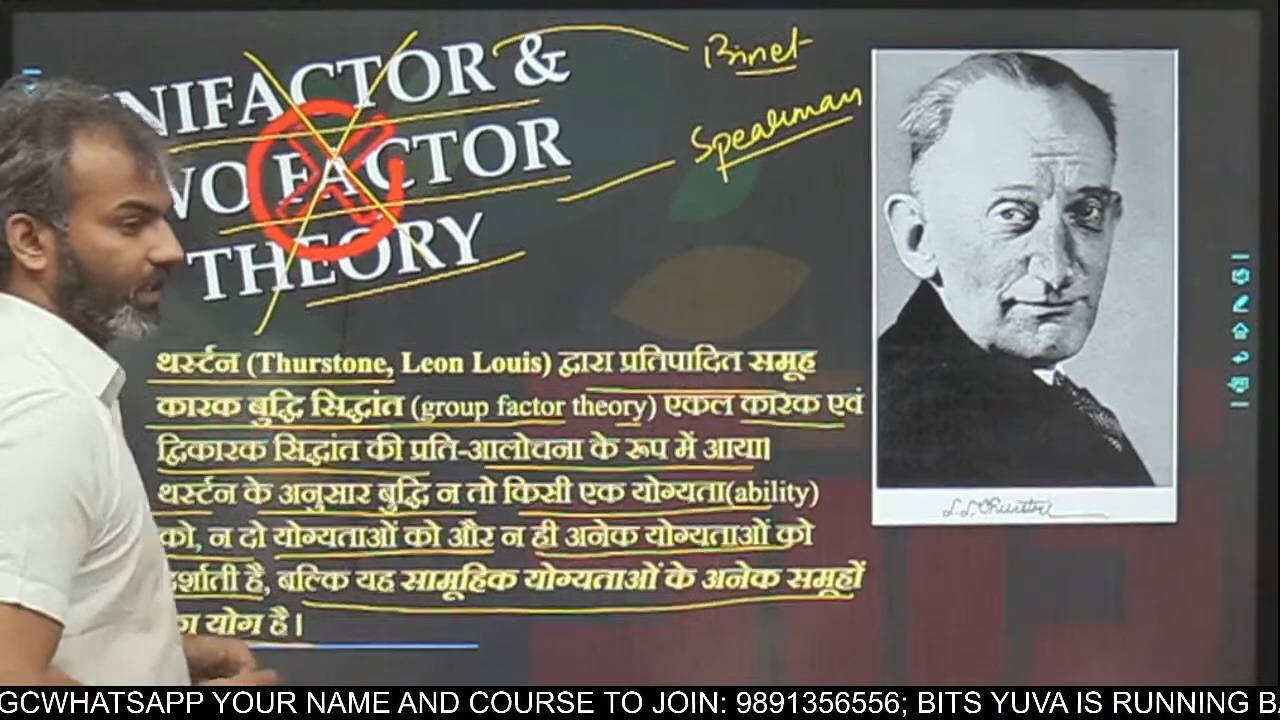 NIFACTOR &
WO FACTOR
THEORY
Binet
Spearman
थर्स्टन (Thurstone, Leon Louis) द्वारा प्रतिपादित समूह
कारक बुद्धि सिद्धांत (group factor theory) एकल कारक एवं
द्विकारक सिद्धांत की प्रति-आलोचना के रूप में आया।
थर्स्टन के अनुसार बुद्धि न तो किसी एक योग्यता(ability)
को, न दो योग्यताओं को और न ही अनेक योग्यताओं को
दर्शाती है, बल्कि यह सामूहिक योग्यताओं के अनेक समूहों
योग है।
GCWHATSAPP YOUR NAME AND COURSE TO JOIN: 9891356556; BITS YUVA IS RUNNING BA